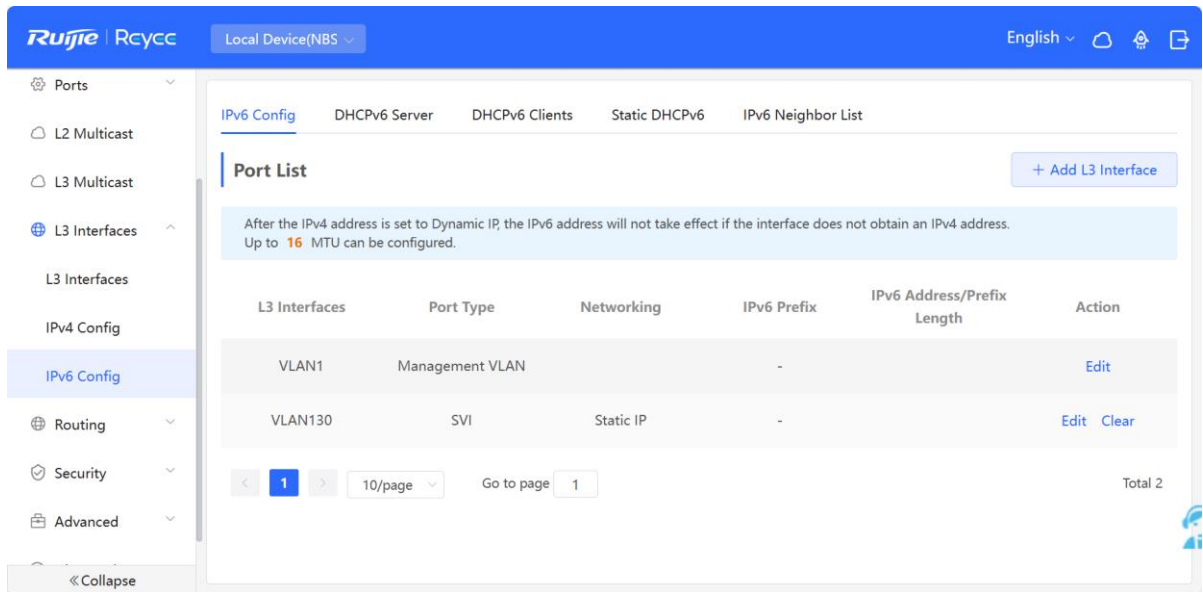 Ruijie | Rcycc
Local Device(NBS
English
Ports
L2 Multicast
L3 Multicast
L3 Interfaces
L3 Interfaces
IPv4 Config
IPv6 Config
Routing
Security
Advanced
Collapse
IPv6 Config DHCPv6 Server DHCPv6 Clients Static DHCPv6 IPv6 Neighbor List
Port List
+ Add L3 Interface
After the IPv4 address is set to Dynamic IP, the IPv6 address will not take effect if the interface does not obtain an IPv4 address.
Up to 16 MTU can be configured.
L3 Interfaces Port Type Networking IPv6 Prefix IPv6 Address/Prefix Length Action
VLAN1 Management VLAN - Edit
VLAN130 SVI Static IP - Edit Clear
1 10/page Go to page 1 Total 2